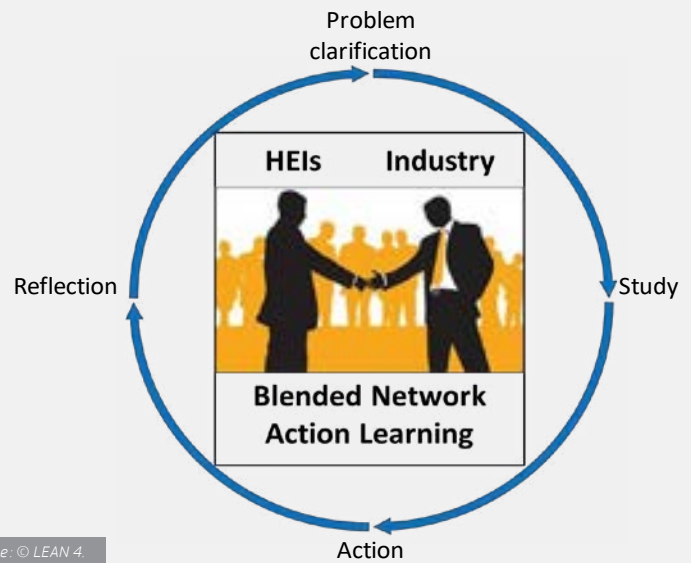 Problem
clarification
HEIs Industry
Reflection
Study
Blended Network
Action Learning
Action
: © LEAN 4.